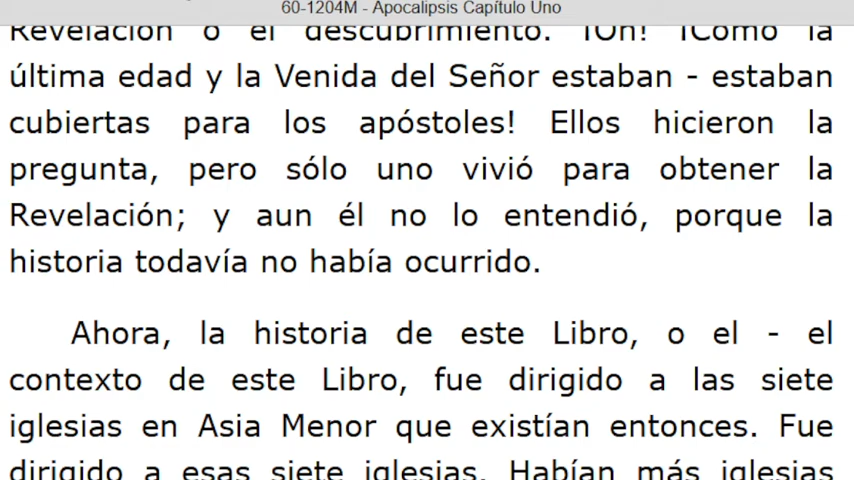 60-1204M - Apocalipsis Capítulo Uno
Revelación o el descubrimiento. ¡Oh! ¡Cómo la
última edad y la Venida del Señor estaban - estaban
cubiertas para los apóstoles! Ellos hicieron la
pregunta, pero sólo uno vivió para obtener la
Revelación; y aun él no lo entendió, porque la
historia todavía no había ocurrido.
Ahora, la historia de este Libro, o el - el
contexto de este Libro, fue dirigido a las siete
iglesias en Asia Menor que existían entonces. Fue
dirigido a esas siete iglesias. Habían más iglesias